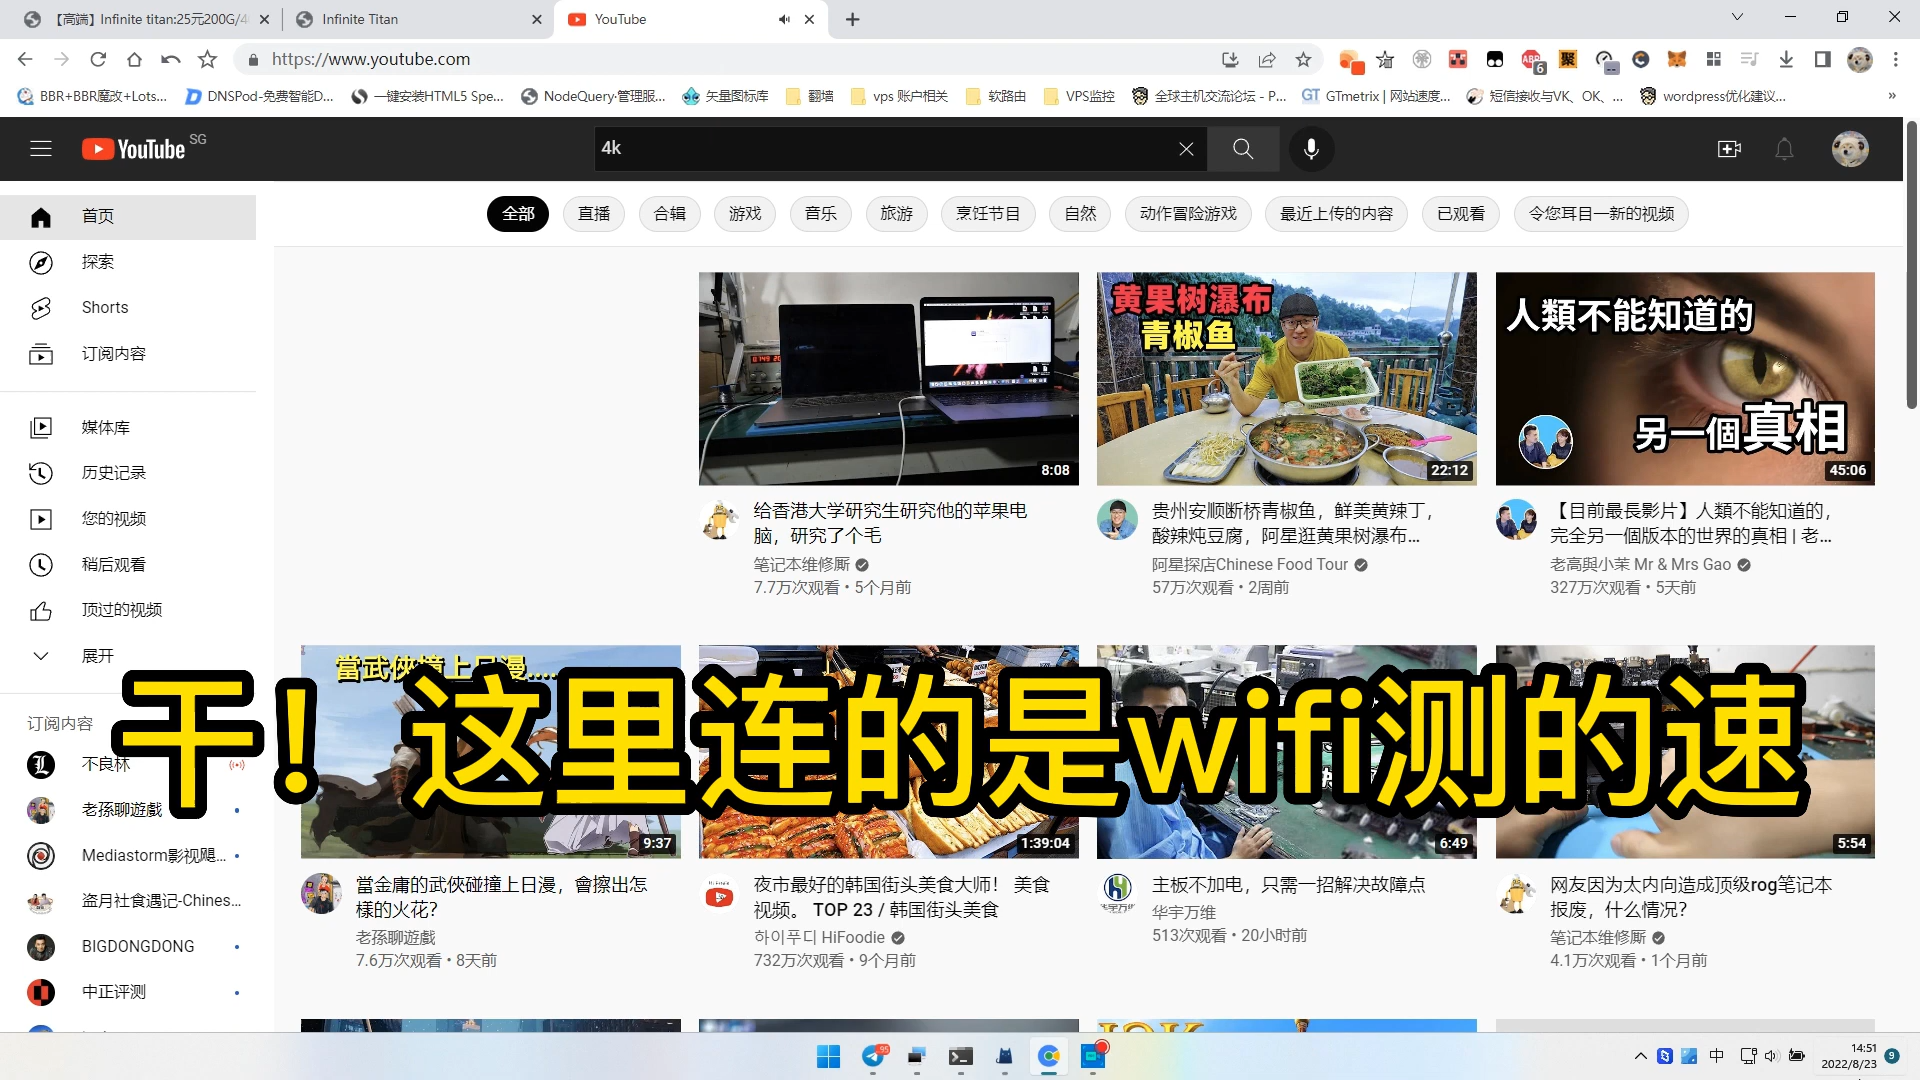 【高端】Infinite titan:25元200G/4
Infinite Titan
YouTube
https://www.youtube.com
BBR+BBR魔改+Lots...
DNSPod-免费智能D...
一键安装HTML5 Spe...
NodeQuery·管理服...
矢量图标库
翻墙
vps 账户相关
软路由
VPS监控
全球主机交流论坛 - P...
GTmetrix | 网站速度...
短信接收与VK、OK、...
wordpress优化建议...
»
YouTube SG
4k
全部
直播
合辑
游戏
音乐
旅游
烹饪节目
自然
动作冒险游戏
最近上传的内容
已观看
令您耳目一新的视频
首页
探索
Shorts
订阅内容
媒体库
历史记录
您的视频
稍后观看
顶过的视频
展开
订阅内容
不良林
老孫聊遊戲
Mediastorm影视飓...
盗月社食遇记-Chines...
BIGDONGDONG
中正评测
8:08
给香港大学研究生研究他的苹果电
脑，研究了个毛
笔记本维修厮
7.7万次观看 • 5个月前
黄果树瀑布
青椒鱼
22:12
贵州安顺断桥青椒鱼，鲜美黄辣丁，
酸辣炖豆腐，阿星逛黄果树瀑布...
阿星探店Chinese Food Tour
57万次观看 • 2周前
人類不能知道的
另一個真相
45:06
【目前最長影片】人類不能知道的，
完全另一個版本的世界的真相 | 老...
老高與小茉 Mr & Mrs Gao
327万次观看 • 5天前
當武俠撞上日漫....
干！这里连的是wifi测的速
9:37
當金庸的武俠碰撞上日漫，會擦出怎
樣的火花？
老孫聊遊戲
7.6万次观看 • 8天前
1:39:04
夜市最好的韩国街头美食大师！ 美食
视频。 TOP 23 / 韩国街头美食
하이푸디 HiFoodie
732万次观看 • 9个月前
6:49
主板不加电，只需一招解决故障点
华宇万维
513次观看 • 20小时前
5:54
网友因为太内向造成顶级rog笔记本
报废，什么情况？
笔记本维修厮
4.1万次观看 • 1个月前
中
14:51
2022/8/23
9